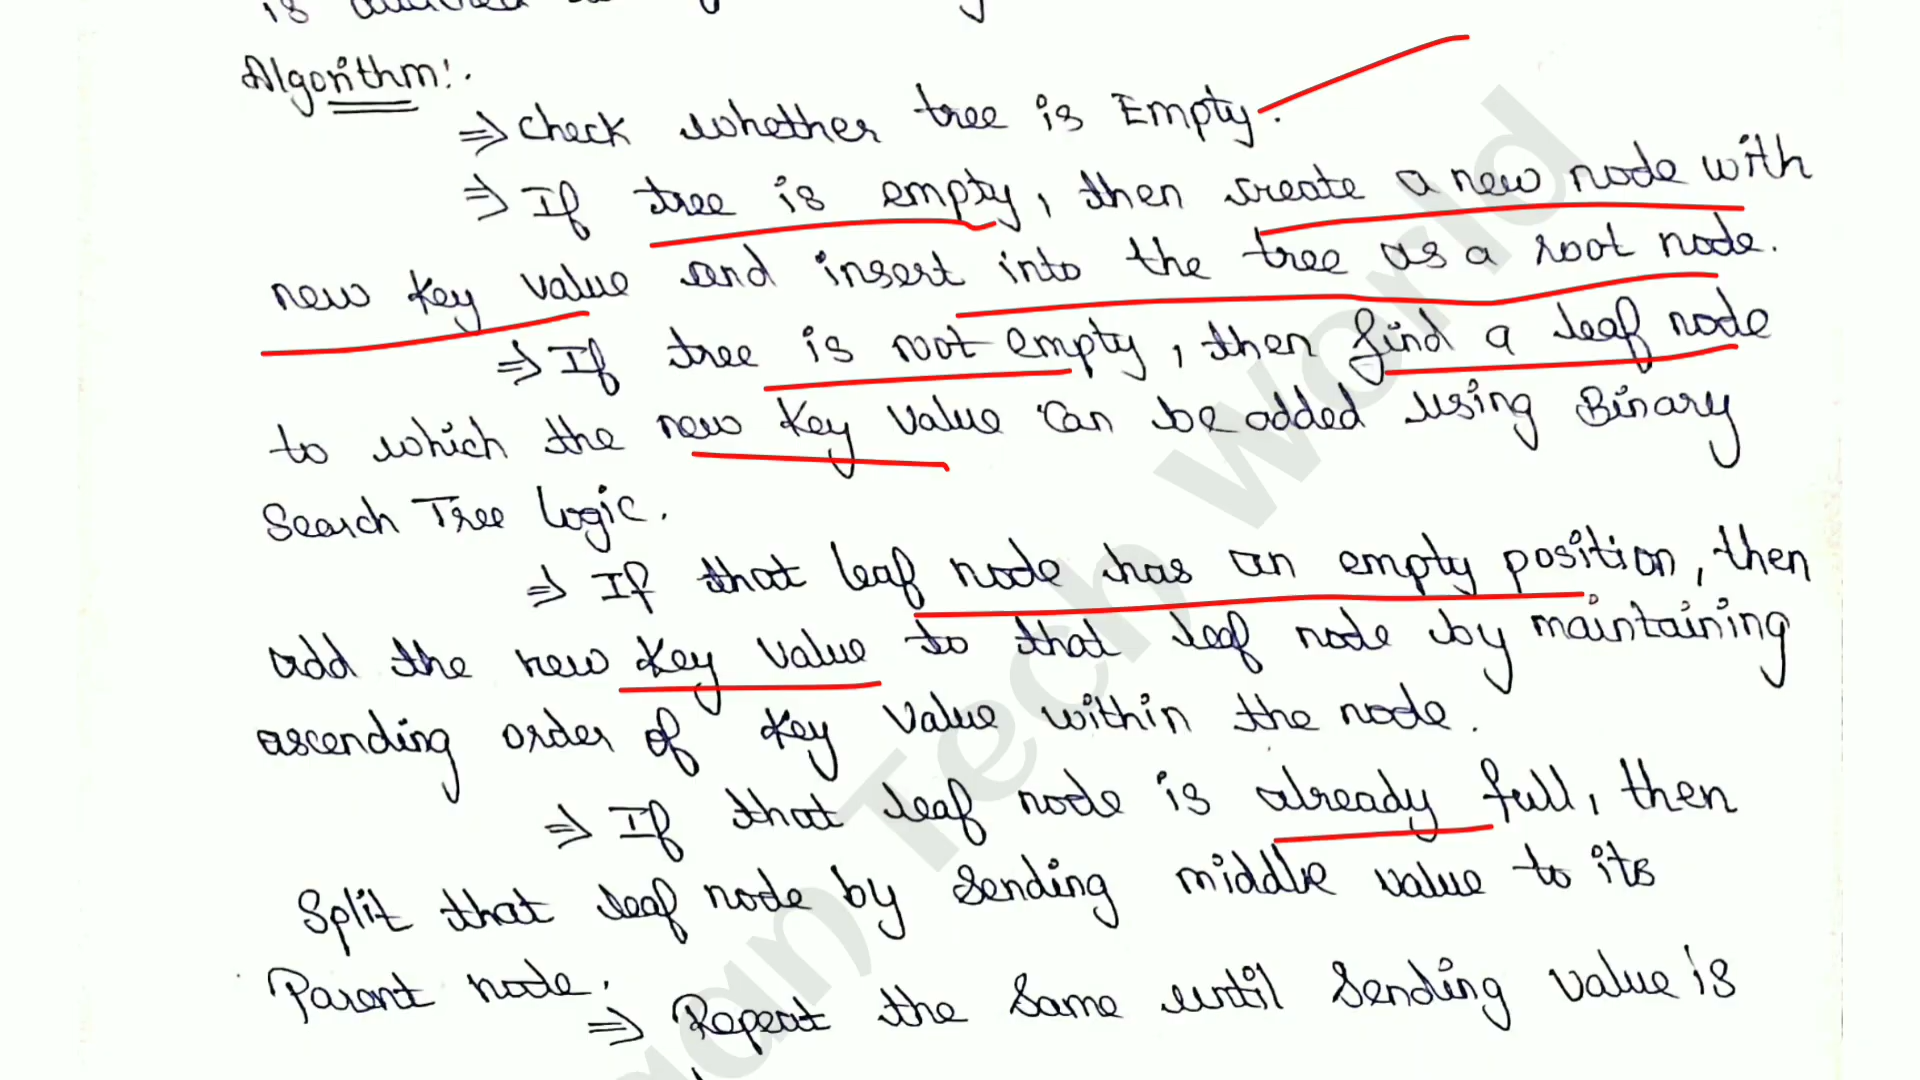 Algorithm:.
⇒ Check whether tree is Empty.
⇒ If tree is empty, then create a new node with
new key value and insert into the tree as a root node.
⇒ If tree is root empty, then find a leaf node
to which the new key value can be added using Binary
Search Tree logic.
⇒ If that leaf node has an empty position, then
add the new key value to that leaf node by maintaining
ascending order of key value within the node.
⇒ If that leaf node is already full, then
Split that leaf node by sending middle value to its
Parent node.
⇒ Repeat the same until sending value is
gan Tech World